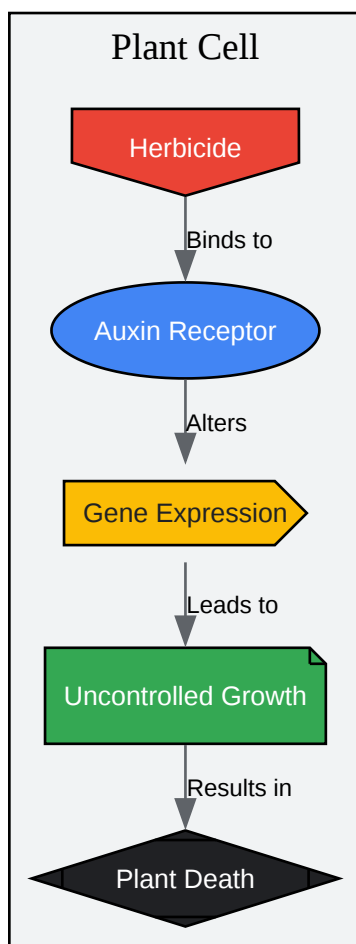 Plant Cell
Herbicide
Binds to
Auxin Receptor
Alters
Gene Expression
Leads to
Uncontrolled Growth
Results in
Plant Death